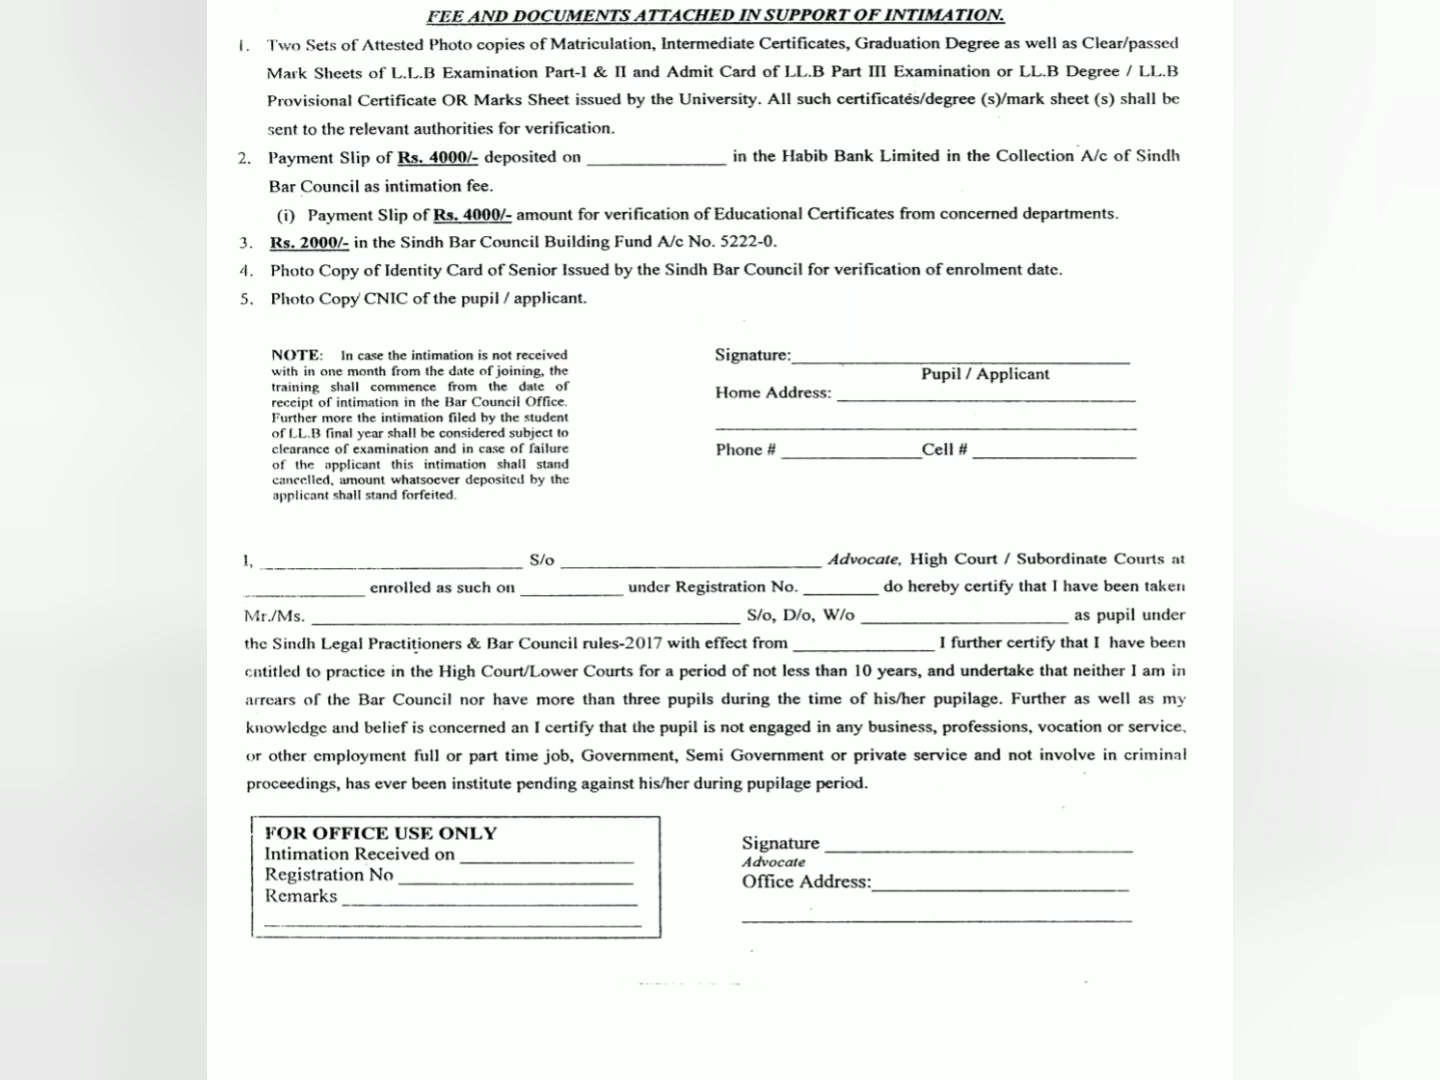 FEE AND DOCUMENTS ATTACHED IN SUPPORT OF INTIMATION.
1. Two Sets of Attested Photo copies of Matriculation, Intermediate Certificates, Graduation Degree as well as Clear/passed
Mark Sheets of L.L.B Examination Part-I & II and Admit Card of LL.B Part III Examination or LL.B Degree / LL.B
Provisional Certificate OR Marks Sheet issued by the University. All such certificates/degree (s)/mark sheet (s) shall be
sent to the relevant authorities for verification.
2. Payment Slip of Rs. 4000/- deposited on ______________ in the Habib Bank Limited in the Collection A/c of Sindh
Bar Council as intimation fee.
(i) Payment Slip of Rs. 4000/- amount for verification of Educational Certificates from concerned departments.
3. Rs. 2000/- in the Sindh Bar Council Building Fund A/c No. 5222-0.
4. Photo Copy of Identity Card of Senior Issued by the Sindh Bar Council for verification of enrolment date.
5. Photo Copy CNIC of the pupil / applicant.
NOTE: In case the intimation is not received
with in one month from the date of joining, the
training shall commence from the date of
receipt of intimation in the Bar Council Office.
Further more the intimation filed by the student
of LL.B final year shall be considered subject to
clearance of examination and in case of failure
of the applicant this intimation shall stand
cancelled, amount whatsoever deposited by the
applicant shall stand forfeited.
Signature:__________________
Pupil / Applicant
Home Address: __________________
Phone # ______________ Cell # ______________
I, ______________ S/o ______________ Advocate, High Court / Subordinate Courts at
______________ enrolled as such on __________ under Registration No. ________ do hereby certify that I have been taken
Mr./Ms. ______________ S/o, D/o, W/o ______________ as pupil under
the Sindh Legal Practitioners & Bar Council rules-2017 with effect from ______________ I further certify that I have been
entitled to practice in the High Court/Lower Courts for a period of not less than 10 years, and undertake that neither I am in
arrears of the Bar Council nor have more than three pupils during the time of his/her pupilage. Further as well as my
knowledge and belief is concerned an I certify that the pupil is not engaged in any business, professions, vocation or service,
or other employment full or part time job, Government, Semi Government or private service and not involve in criminal
proceedings, has ever been institute pending against his/her during pupilage period.
FOR OFFICE USE ONLY
Intimation Received on ______________
Registration No ______________
Remarks ______________
Signature ______________
Advocate
Office Address:______________